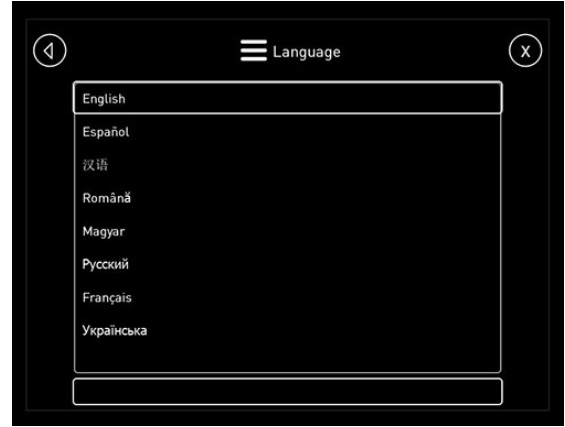 Language
X
English
Español
汉语
Română
Magyar
Русский
Français
Українська